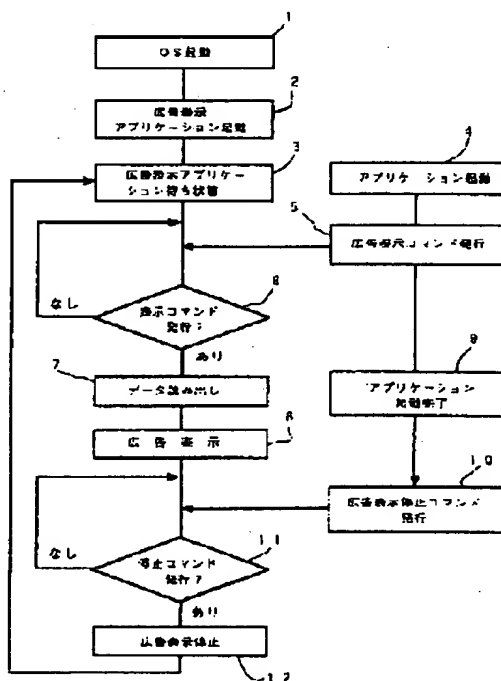 1
OS起動
2
広告表示
アプリケーション起動
3
広告表示アプリケー
ション待ち状態
4
アプリケーション起動
5
広告表示コマンド発行
6
表示コマンド
発行?
なし
あり
7
データ読み出し
8
広告表示
9
アプリケーション
起動完了
10
広告表示停止コマンド
発行
11
停止コマンド
発行?
なし
あり
広告表示停止
12